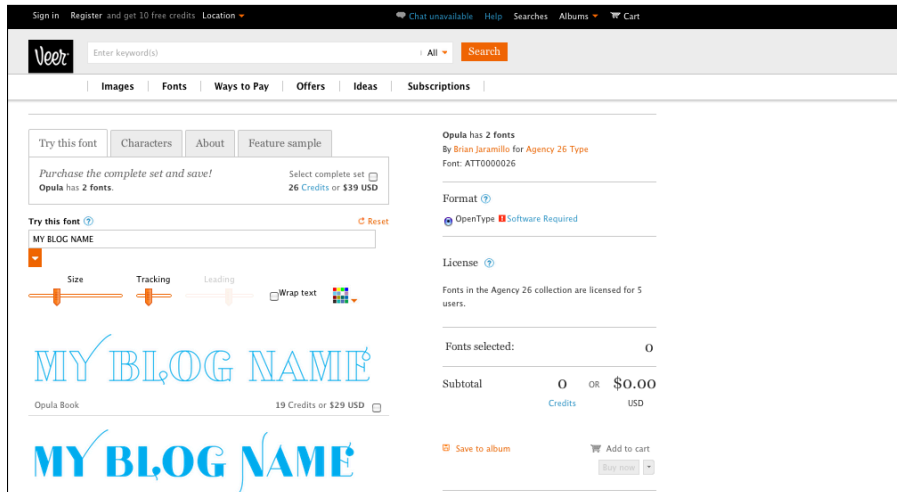 Sign in Register and get 10 free credits Location Chat unavailable Help Searches Albums Cart
Veer Enter keyword(s) All Search
Images Fonts Ways to Pay Offers Ideas Subscriptions
Try this font Characters About Feature sample
Purchase the complete set and save! Select complete set
Opula has 2 fonts. 26 Credits or $39 USD
Try this font ? Reset
MY BLOG NAME
Size Tracking Leading
Wrap text
MY BLOG NAME
Opula Book 19 Credits or $29 USD
MY BLOG NAME
Opula has 2 fonts
By Brian Jaramillo for Agency 26 Type
Font: ATT0000026
Format ?
OpenType Software Required
License ?
Fonts in the Agency 26 collection are licensed for 5
users.
Fonts selected: 0
Subtotal 0 OR $0.00
Credits USD
Save to album Add to cart
Buy now